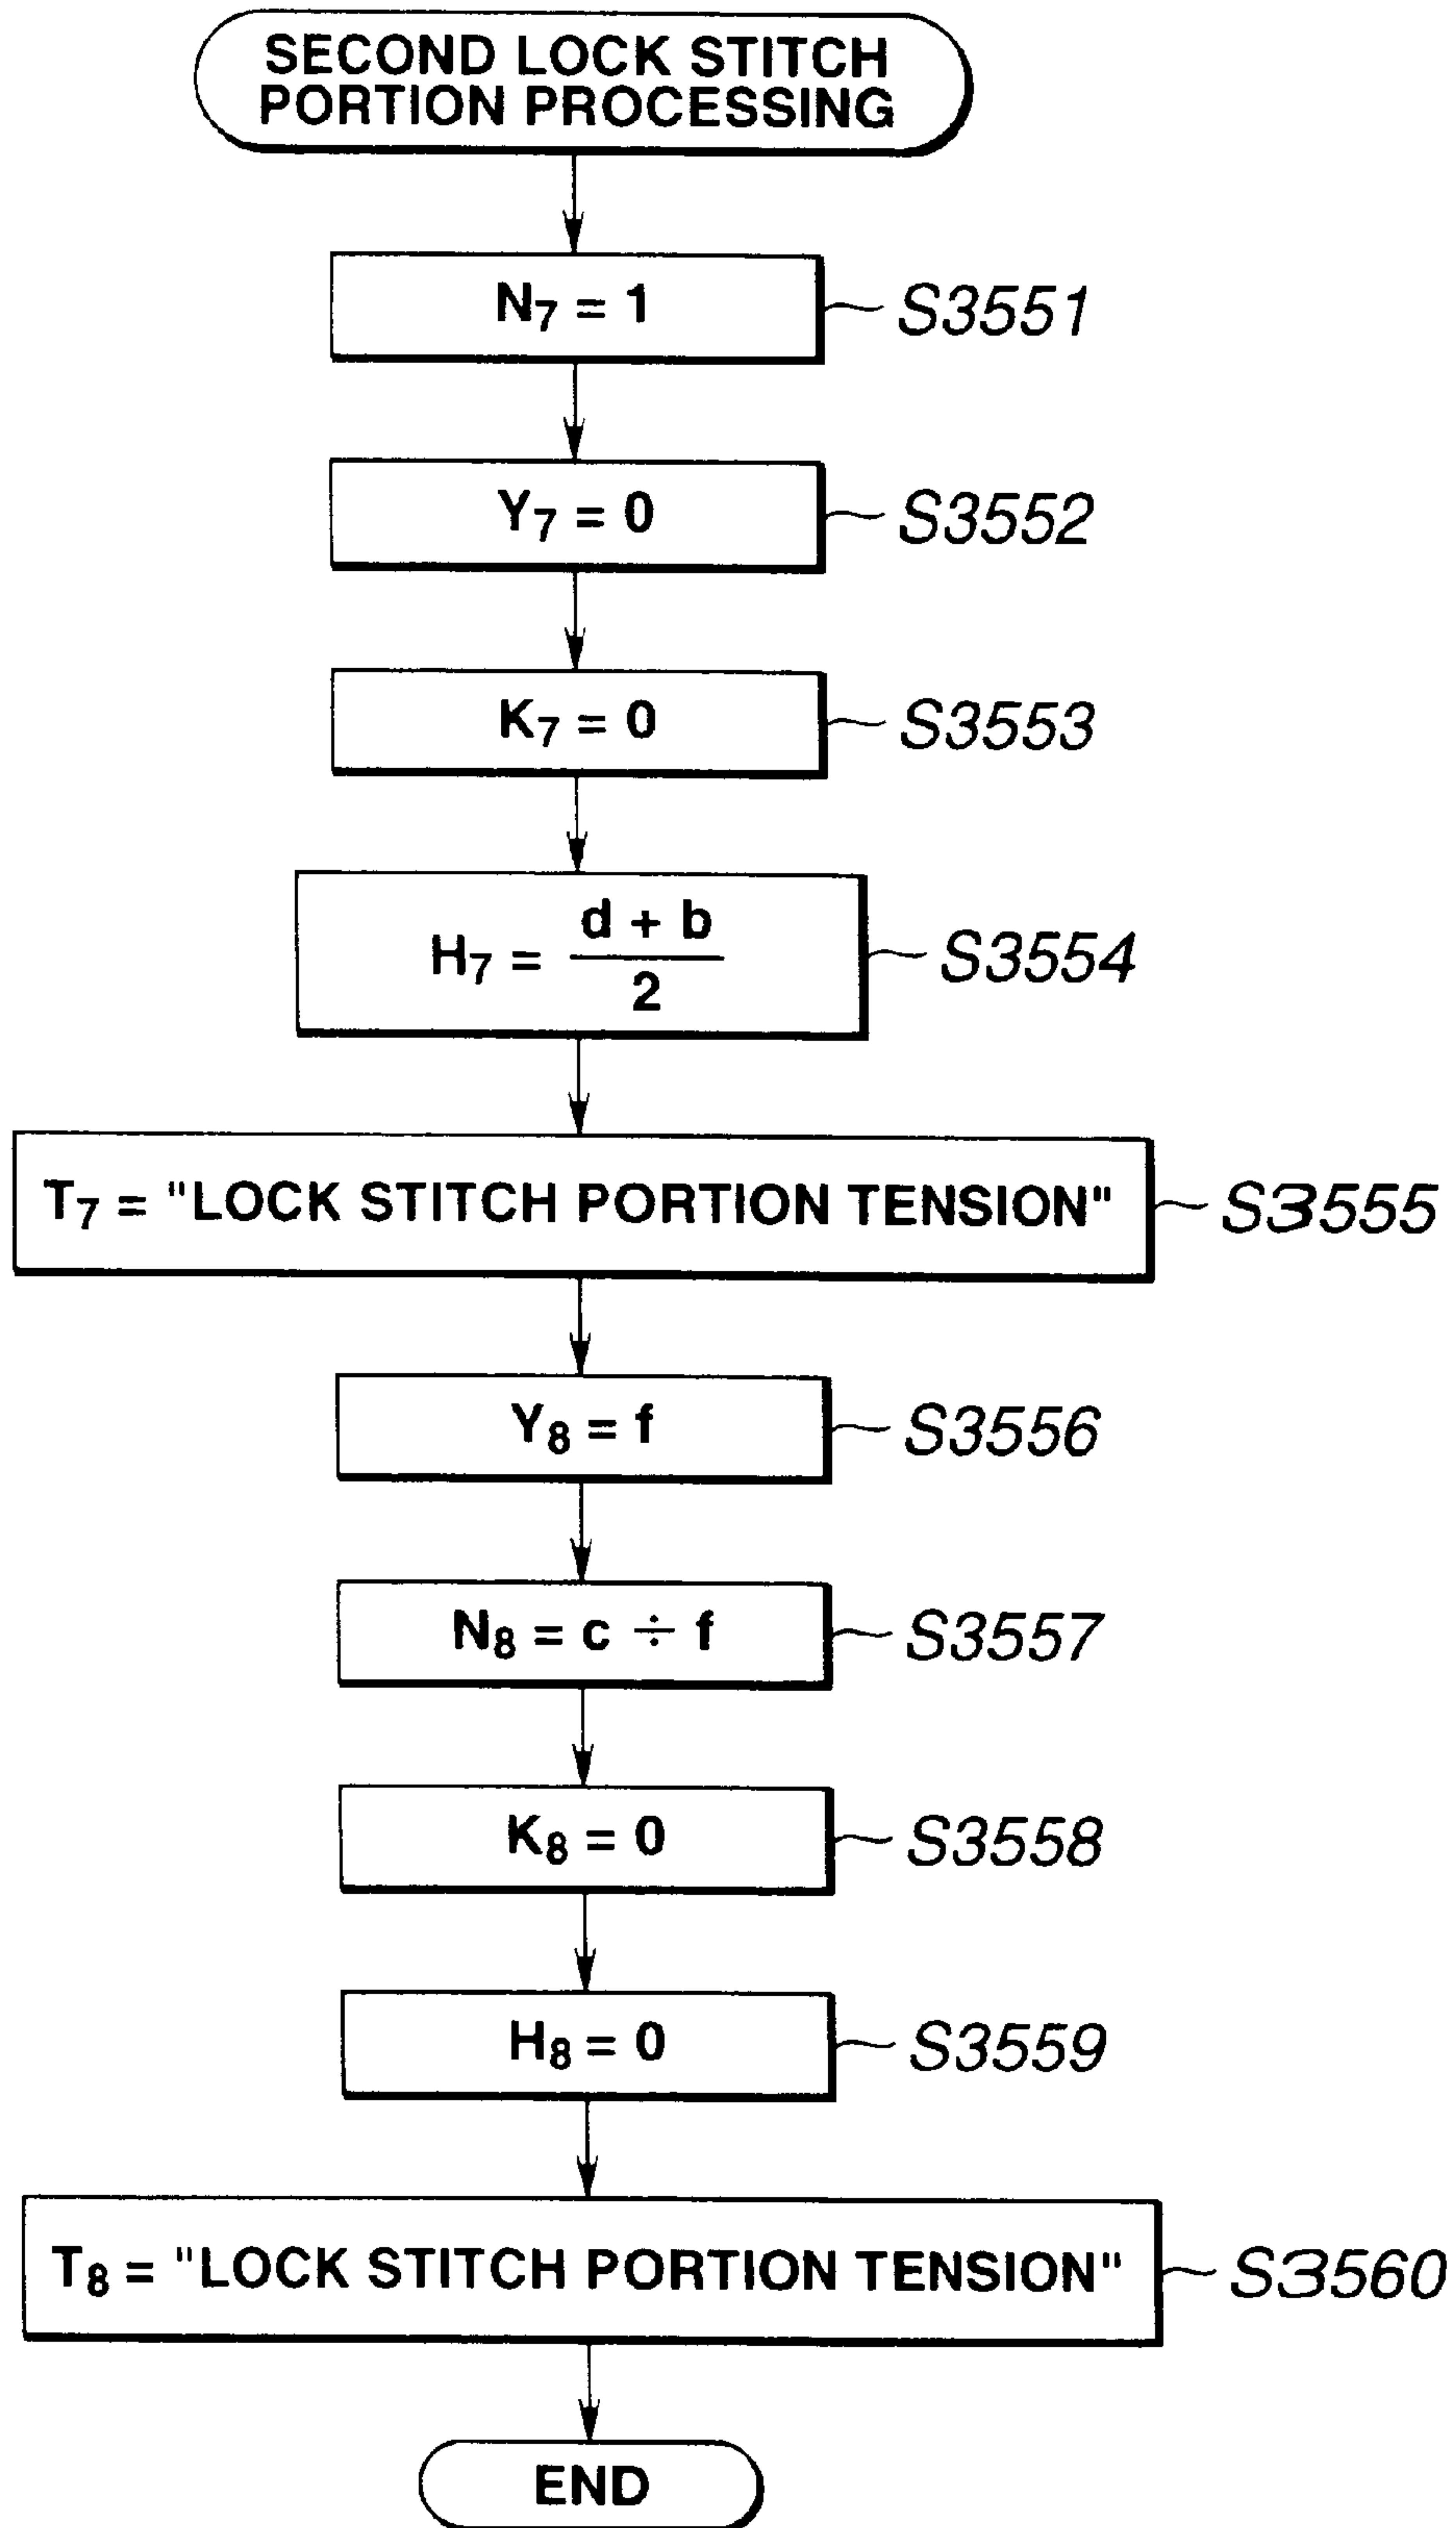 SECOND LOCK STITCH
PORTION PROCESSING
N₇ = 1
S3551
Y₇ = 0
S3552
K₇ = 0
S3553
H₇ = (d + b) / 2
S3554
T₇ = "LOCK STITCH PORTION TENSION"
S3555
Y₈ = f
S3556
N₈ = c ÷ f
S3557
K₈ = 0
S3558
H₈ = 0
S3559
T₈ = "LOCK STITCH PORTION TENSION"
S3560
END